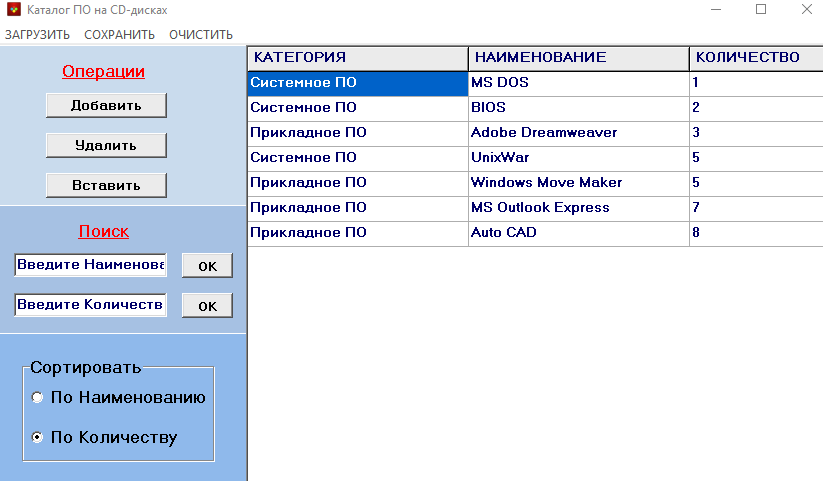 Каталог ПО на CD-дисках
ЗАГРУЗИТЬ СОХРАНИТЬ ОЧИСТИТЬ
Операции
Добавить
Удалить
Вставить
Поиск
Введите Наименова ок
Введите Количеств ок
Сортировать
По Наименованию
По Количеству
КАТЕГОРИЯ НАИМЕНОВАНИЕ КОЛИЧЕСТВО
Системное ПО MS DOS 1
Системное ПО BIOS 2
Прикладное ПО Adobe Dreamweaver 3
Системное ПО UnixWar 5
Прикладное ПО Windows Move Maker 5
Прикладное ПО MS Outlook Express 7
Прикладное ПО Auto CAD 8